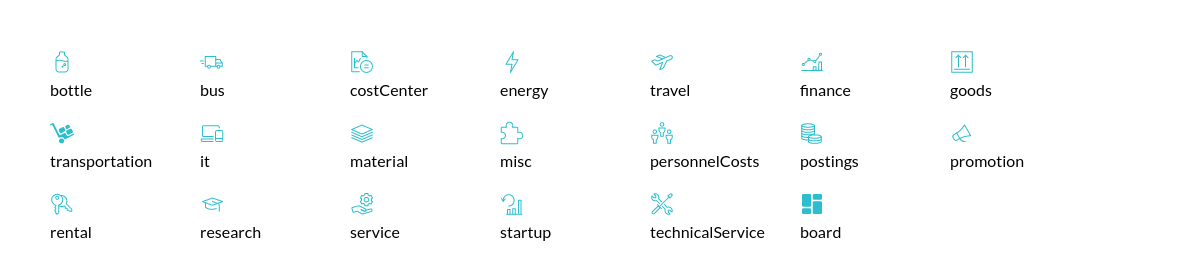 bottle bus costCenter energy travel finance goods
transportation it material misc personnelCosts postings promotion
rental research service startup technicalService board